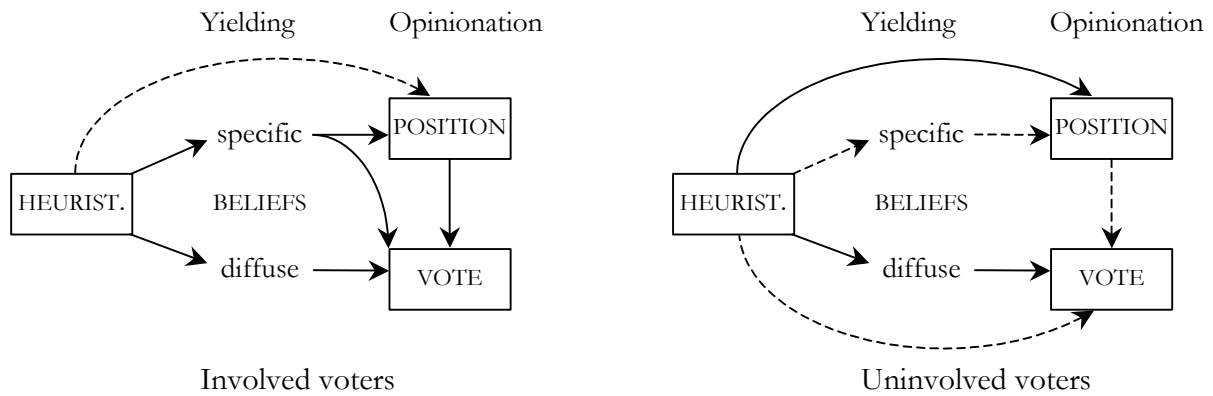 Yielding Opinionation
specific
POSITION
HEURIST.
BELIEFS
diffuse
VOTE
Involved voters
Yielding Opinionation
specific
POSITION
HEURIST.
BELIEFS
diffuse
VOTE
Uninvolved voters